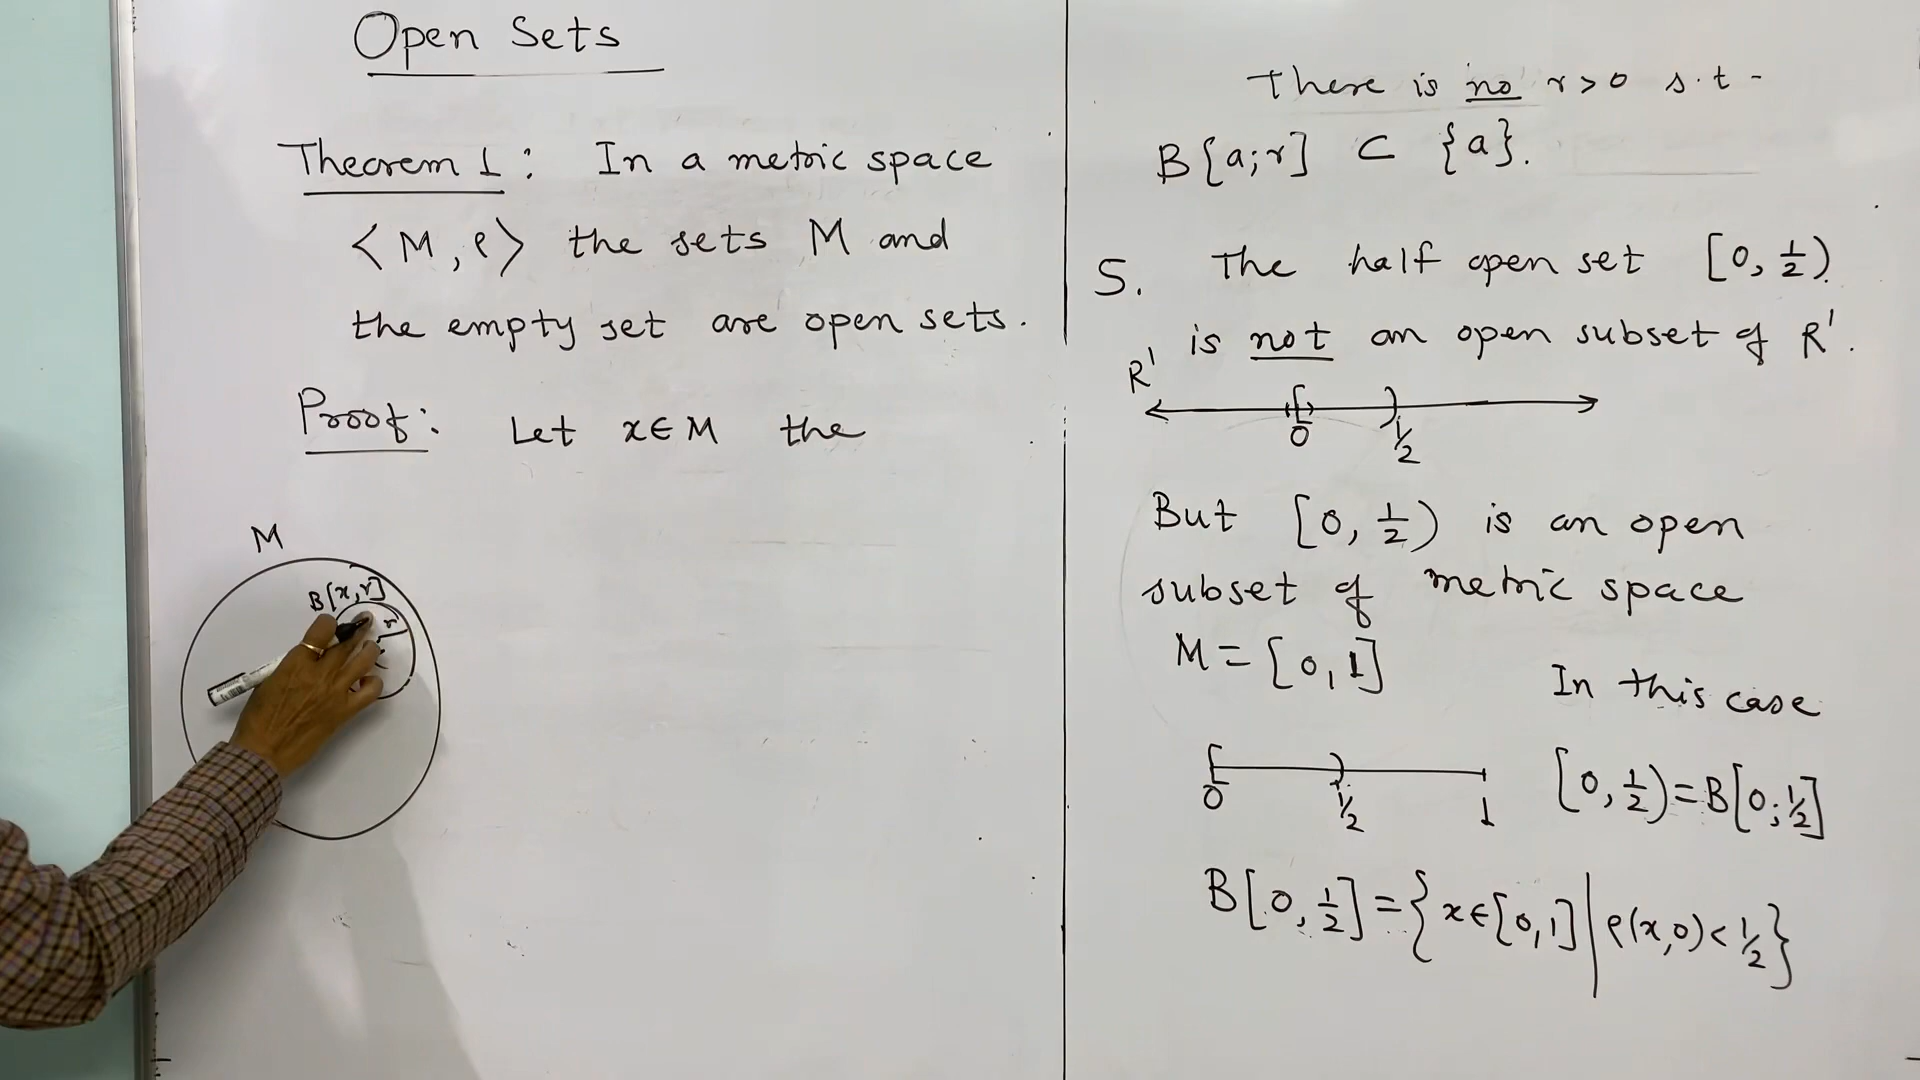 Open Sets
Theorem 1: In a metric space
⟨M, ρ⟩ the sets M and
the empty set are open sets.
Proof: Let x∈M the
M
B[x,r]
r
There is no r>0 s.t-
B[a;r] ⊂ {a}.
5. The half open set [0, 1/2)
is not an open subset of R¹.
R¹
0 1/2
But [0, 1/2) is an open
subset of metric space
M = [0,1]
In this case
0 1/2 1
[0, 1/2) = B[0; 1/2]
B[0, 1/2] = {x∈[0,1] | ρ(x,0) < 1/2}